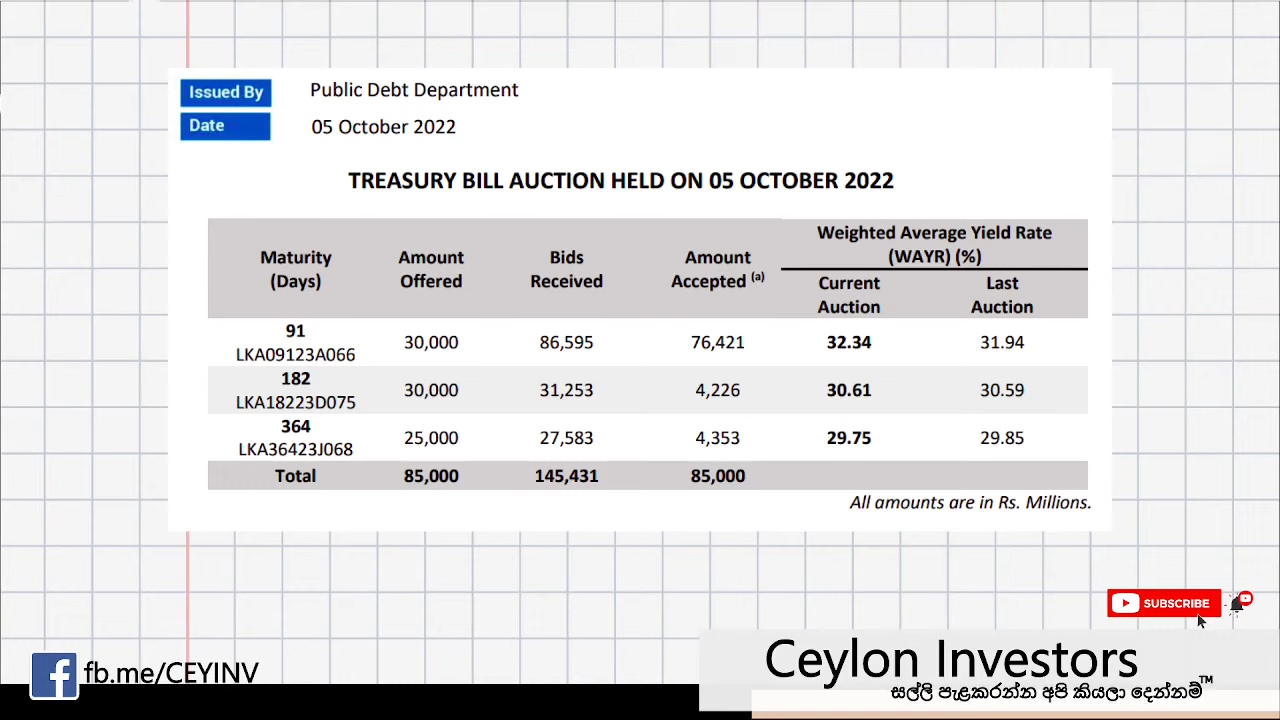 Issued By Public Debt Department
Date 05 October 2022
TREASURY BILL AUCTION HELD ON 05 OCTOBER 2022
Maturity (Days) Amount Offered Bids Received Amount Accepted (a) Weighted Average Yield Rate (WAYR) (%)
Current Auction Last Auction
91
LKA09123A066 30,000 86,595 76,421 32.34 31.94
182
LKA18223D075 30,000 31,253 4,226 30.61 30.59
364
LKA36423J068 25,000 27,583 4,353 29.75 29.85
Total 85,000 145,431 85,000
All amounts are in Rs. Millions.
SUBSCRIBE
fb.me/CEYINV
Ceylon Investors
සල්ලි පැළකරන්න අපි කියලා දෙන්නම් TM